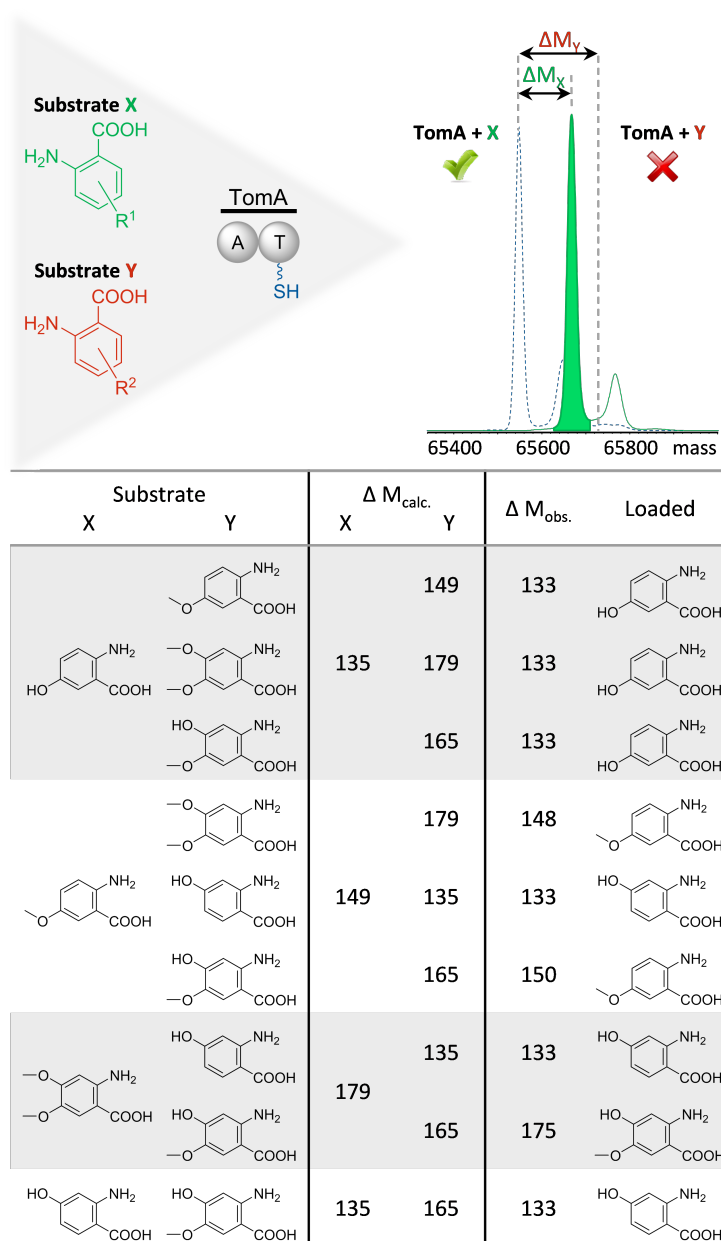 ΔM_Y
ΔM_X
Substrate X
COOH
H₂N
R¹
TomA
A T
SH
Substrate Y
COOH
H₂N
R²
TomA + X
TomA + Y
65400 65600 65800 mass
Substrate
Δ M_calc.
Δ M_obs.
Loaded
X Y X Y
NH₂
O
COOH
149 133
NH₂
HO
COOH
NH₂
HO
COOH
O
NH₂
O
COOH
135 179 133
NH₂
HO
COOH
HO
NH₂
O
COOH
165 133
NH₂
HO
COOH
O
NH₂
O
COOH
179 148
NH₂
O
COOH
NH₂
O
COOH
HO
NH₂
COOH
149 135 133
HO
NH₂
COOH
HO
NH₂
O
COOH
165 150
NH₂
O
COOH
O
NH₂
O
COOH
HO
NH₂
COOH
179
135 133
HO
NH₂
COOH
HO
NH₂
O
COOH
165 175
HO
NH₂
O
COOH
HO
NH₂
COOH
HO
NH₂
O
COOH
135 165 133
HO
NH₂
COOH